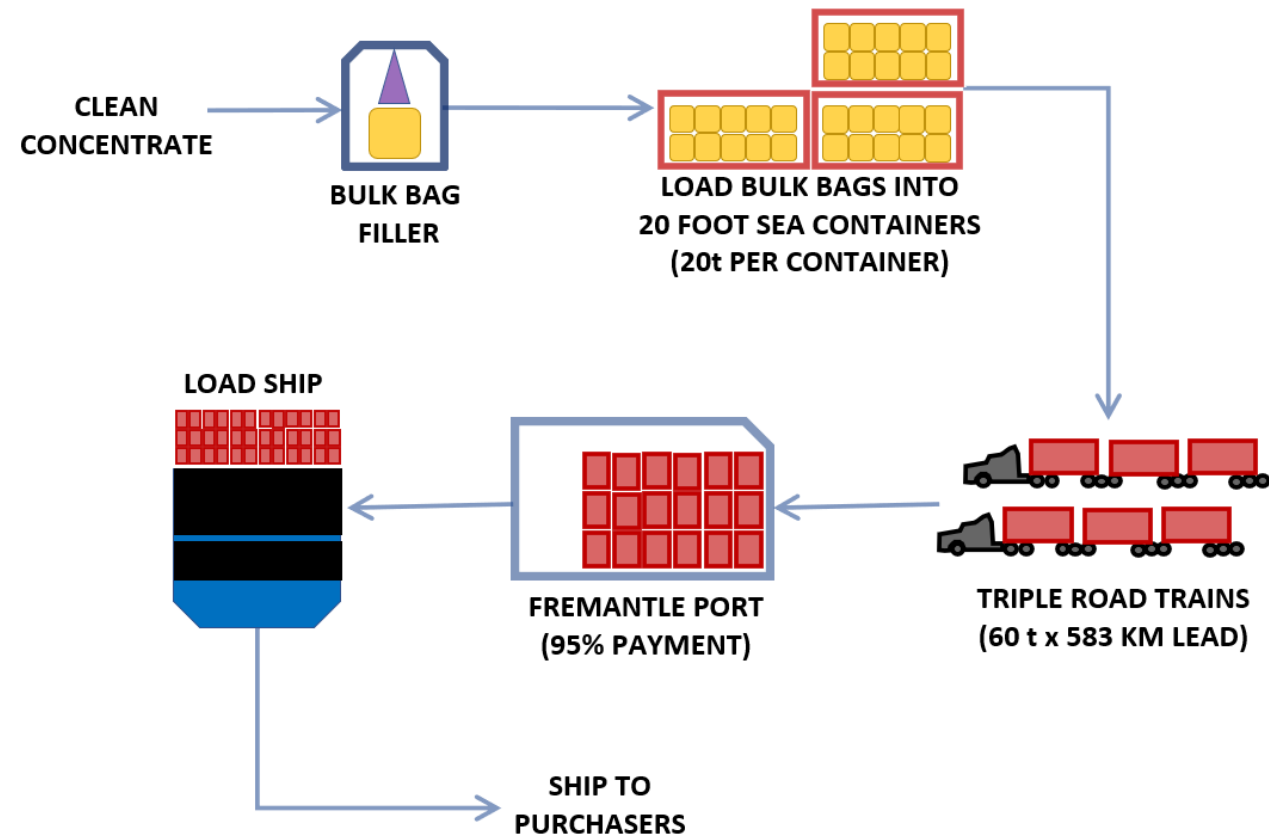 CLEAN
CONCENTRATE
BULK BAG
FILLER
LOAD BULK BAGS INTO
20 FOOT SEA CONTAINERS
(20t PER CONTAINER)
TRIPLE ROAD TRAINS
(60 t x 583 KM LEAD)
FREMANTLE PORT
(95% PAYMENT)
LOAD SHIP
SHIP TO
PURCHASERS